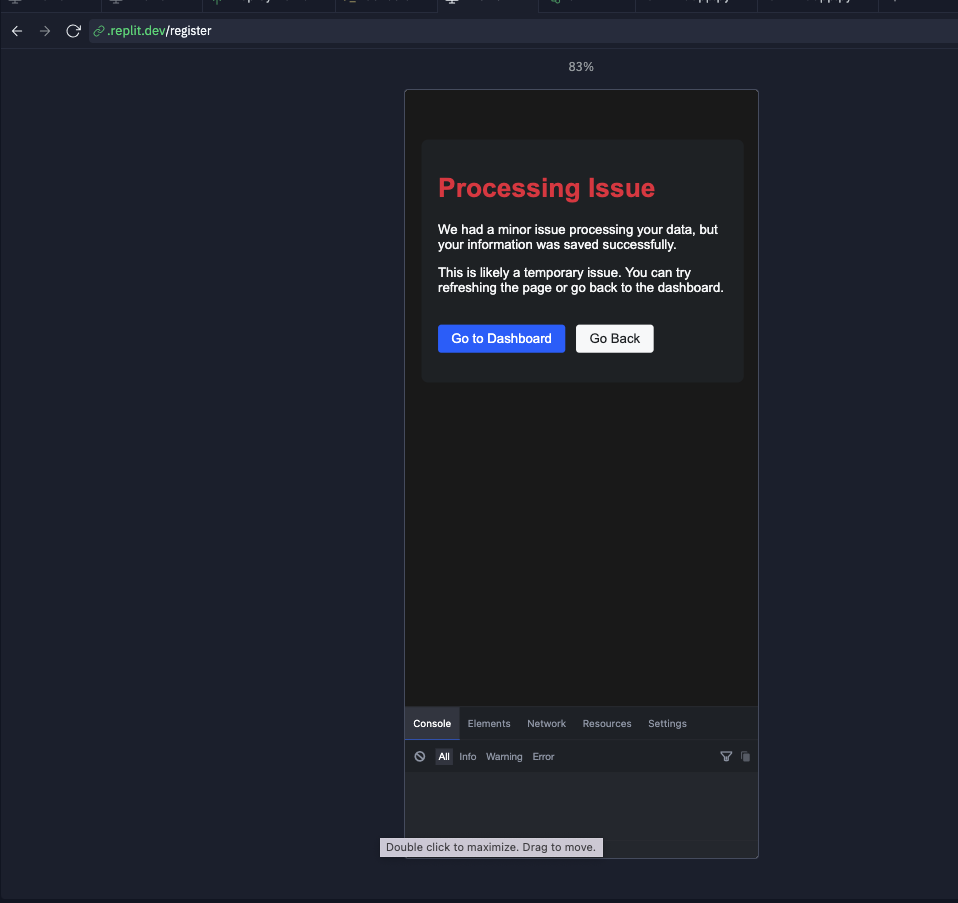 .replit.dev/register
83%
Processing Issue
We had a minor issue processing your data, but
your information was saved successfully.
This is likely a temporary issue. You can try
refreshing the page or go back to the dashboard.
Go to Dashboard Go Back
Console Elements Network Resources Settings
All Info Warning Error
Double click to maximize. Drag to move.